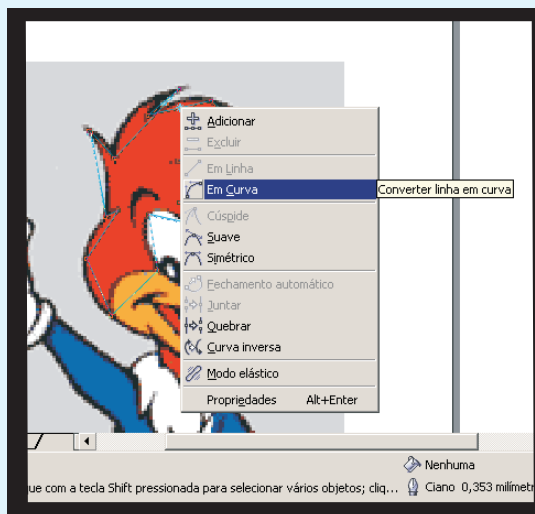 Adicionar
Excluir
Em Linha
Em Curva
Converter linha em curva
Cúspide
Suave
Simétrico
Fechamento automático
Juntar
Quebrar
Curva inversa
Modo elástico
Propriedades Alt+Enter
Nenhuma
ue com a tecla Shift pressionada para selecionar vários objetos; cliq... Ciano 0,353 milímetr